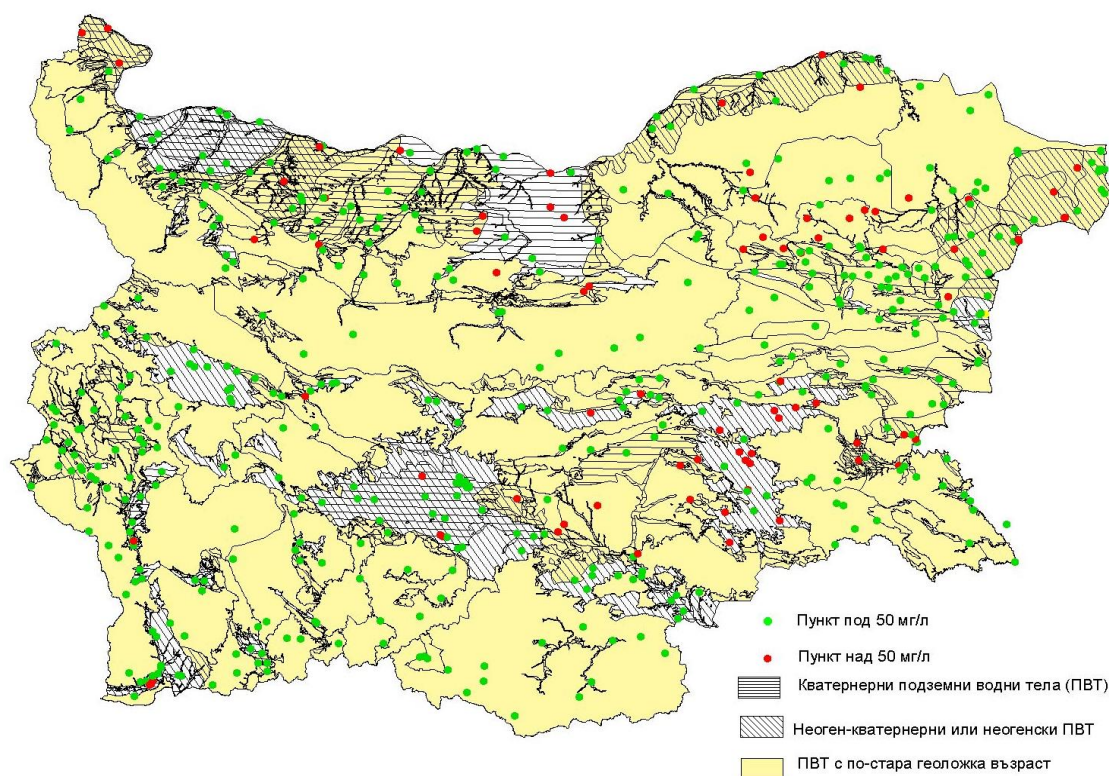 Пункт под 50 мг/л
Пункт над 50 мг/л
Кватернерни подземни водни тела (ПВТ)
Неоген-кватернерни или неогенски ПВТ
ПВТ с по-стара геоложка възраст